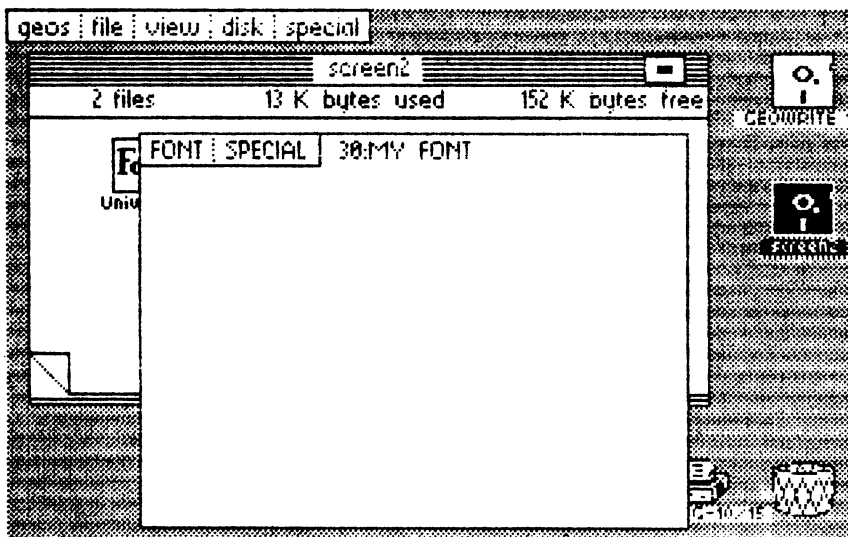 geos file view disk special
screen2
2 files 13 K bytes used 152 K bytes free
GEOWRITE
FONT SPECIAL 30:MY FONT
Univ
screen2